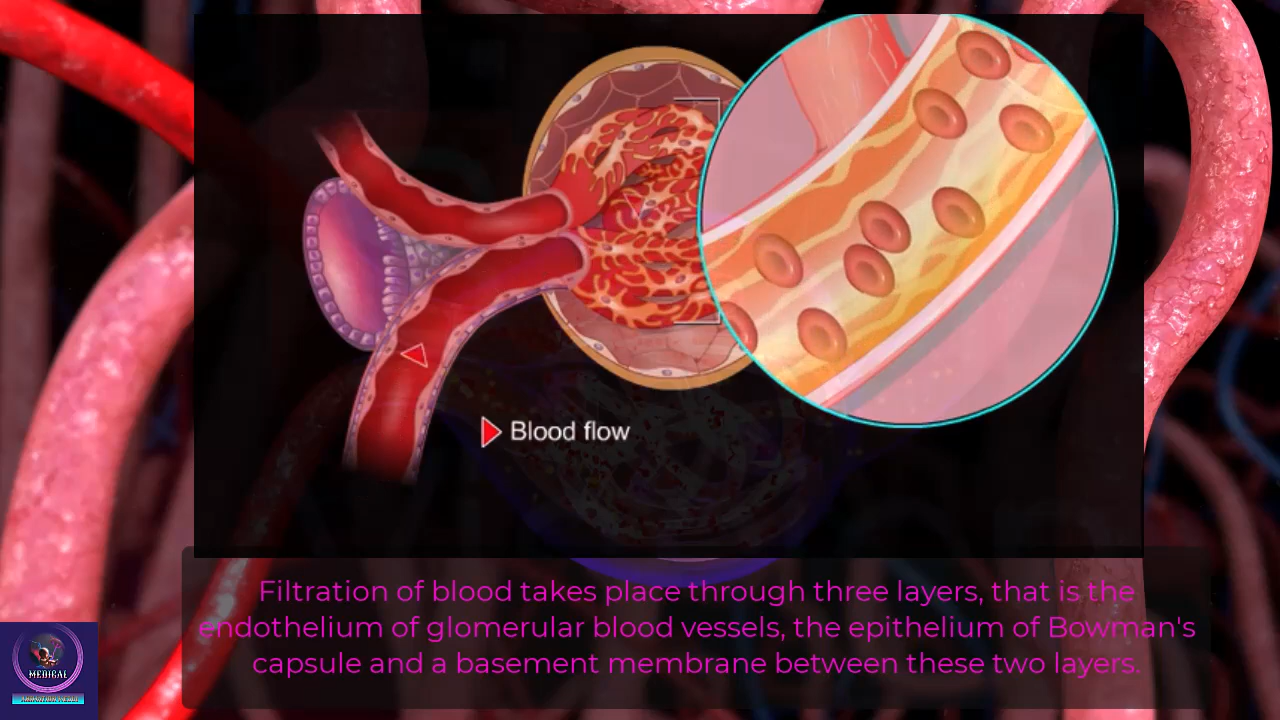 Blood flow
Filtration of blood takes place through three layers, that is the
endothelium of glomerular blood vessels, the epithelium of Bowman's
capsule and a basement membrane between these two layers.
MEDICAL